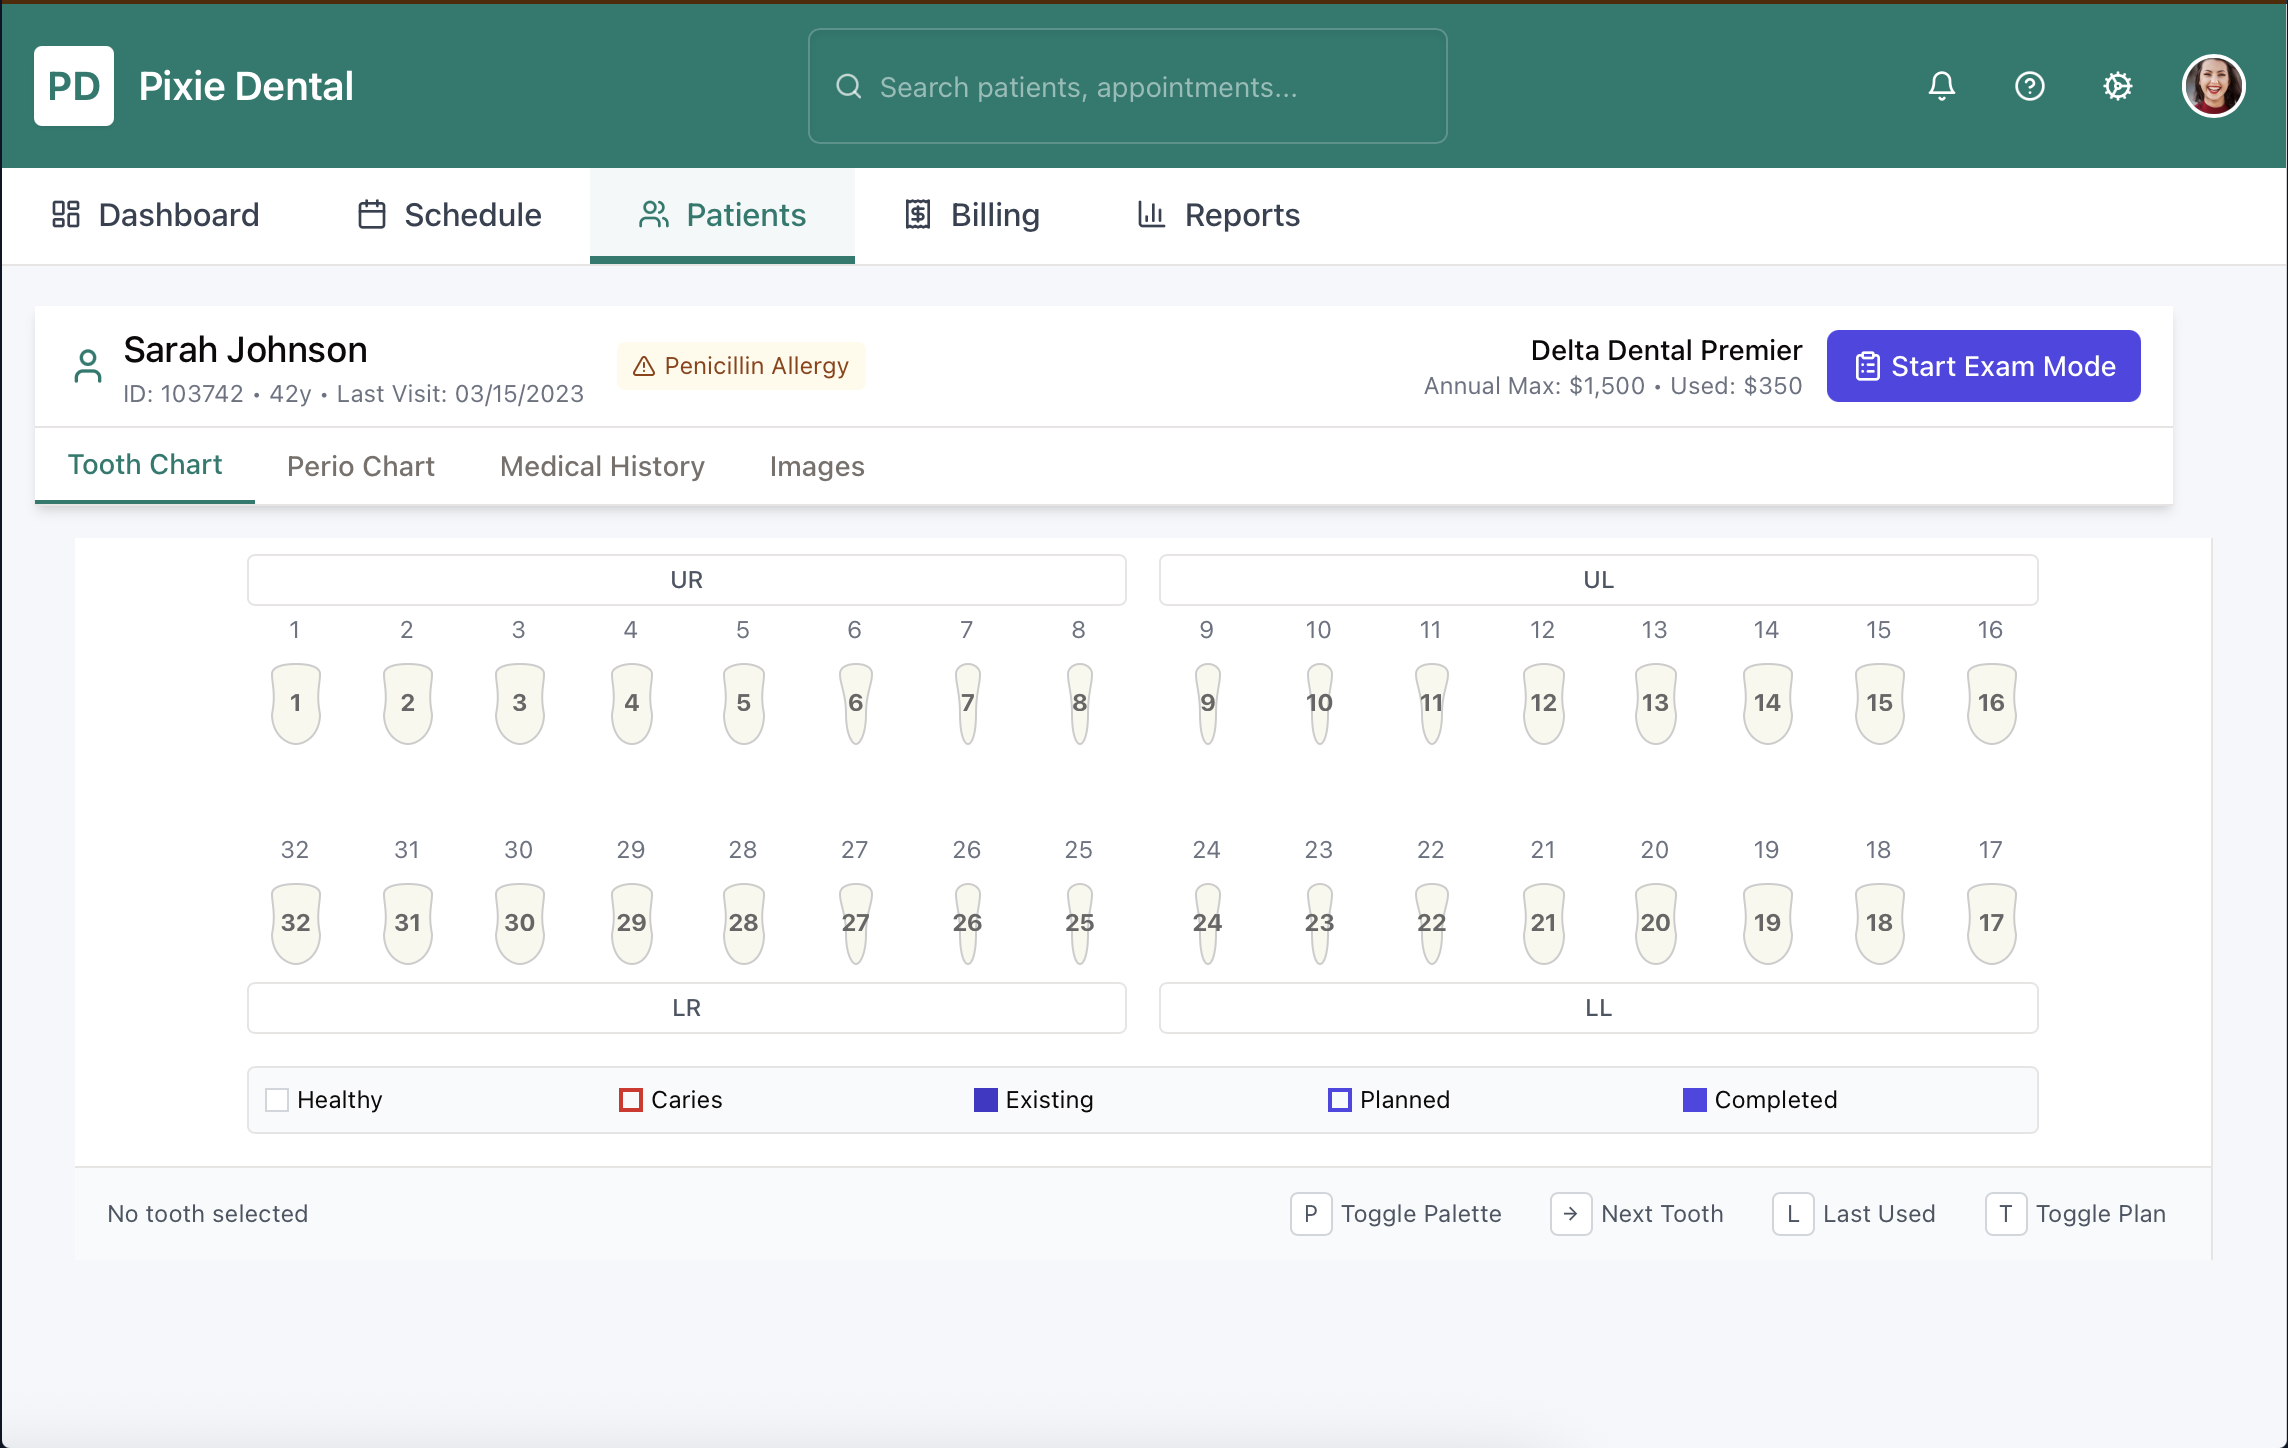 PD Pixie Dental
Search patients, appointments...
Dashboard Schedule Patients Billing Reports
Sarah Johnson
ID: 103742 • 42y • Last Visit: 03/15/2023
Penicillin Allergy
Delta Dental Premier
Annual Max: $1,500 • Used: $350
Start Exam Mode
Tooth Chart Perio Chart Medical History Images
UR UL
1 2 3 4 5 6 7 8 9 10 11 12 13 14 15 16
1 2 3 4 5 6 7 8 9 10 11 12 13 14 15 16
32 31 30 29 28 27 26 25 24 23 22 21 20 19 18 17
32 31 30 29 28 27 26 25 24 23 22 21 20 19 18 17
LR LL
Healthy Caries Existing Planned Completed
No tooth selected P Toggle Palette → Next Tooth L Last Used T Toggle Plan